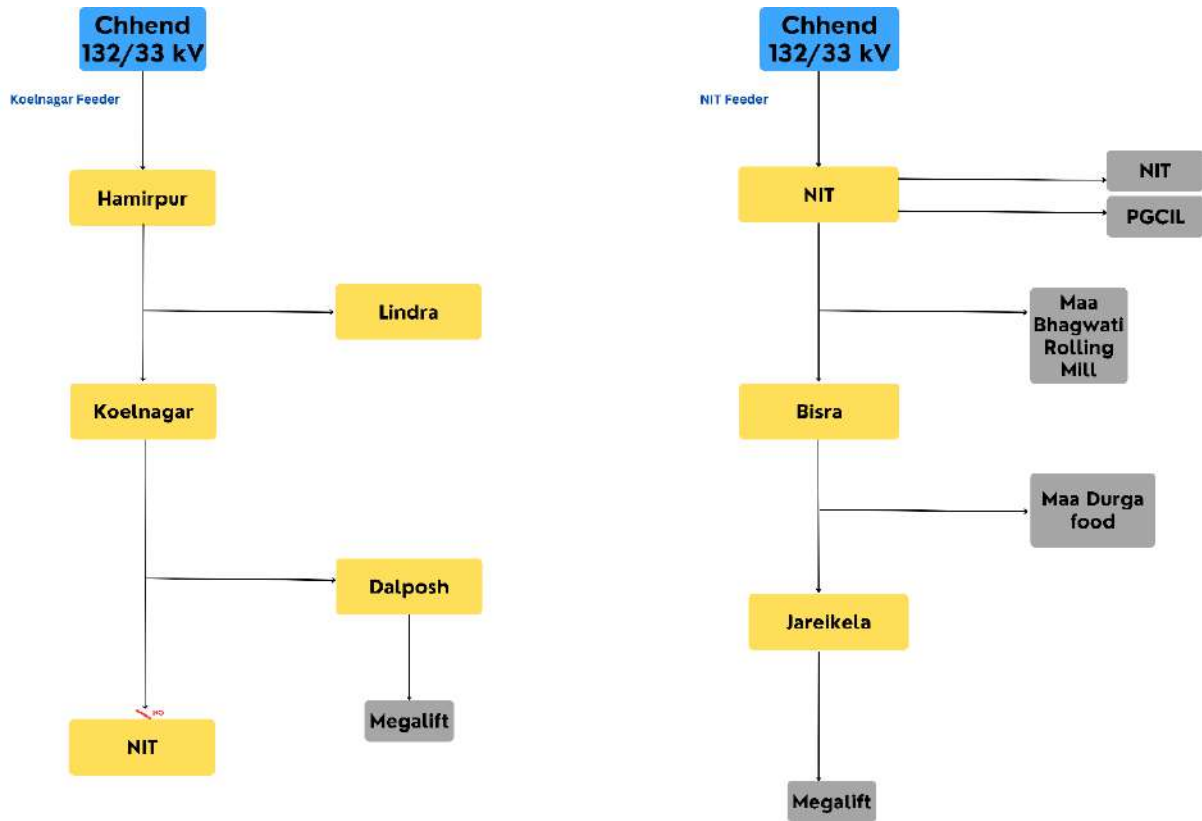 Chhend
132/33 kV
Koelnagar Feeder
Hamirpur
Lindra
Koelnagar
Dalposh
Megalift
NIT
Chhend
132/33 kV
NIT Feeder
NIT
NIT
PGCIL
Maa
Bhagwati
Rolling
Mill
Bisra
Maa Durga
food
Jareikela
Megalift